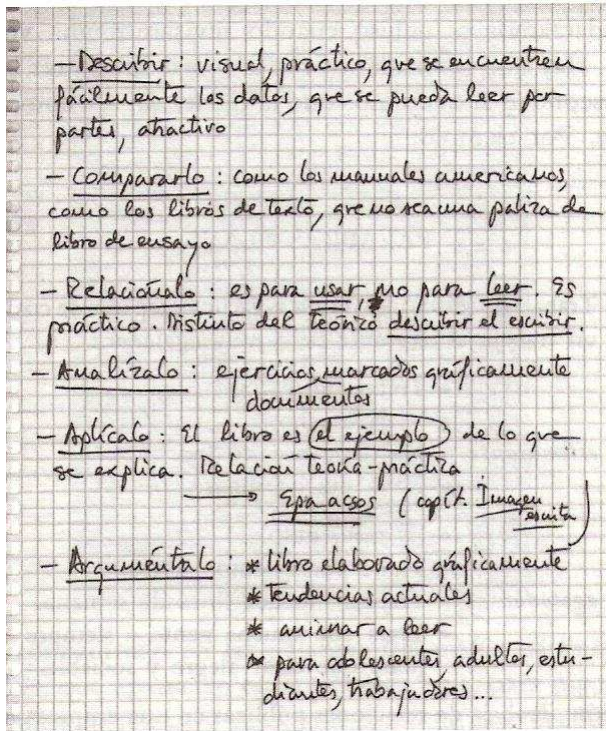 — Describir: visual, práctico, que se encuentren
fácilmente los datos, que se pueda leer por
partes, atractivo
— Compararlo: como los manuales americanos,
como los libros de texto, que no sea una paliza de
libro de ensayo
— Relaciónalo: es para usar, no para leer. Es
práctico. Distinto del teórico describir el escribir.
— Analízalo: ejercicios, marcados gráficamente
documentos
— Aplícalo: El libro es el ejemplo de lo que
se explica. Relación teoría-práctica
→ (capít. Imagen
escrita
— Arguméntalo: * libro elaborado gráficamente
* tendencias actuales
* animar a leer
* para adolescentes, adultos, estu-
diantes, trabajadores...